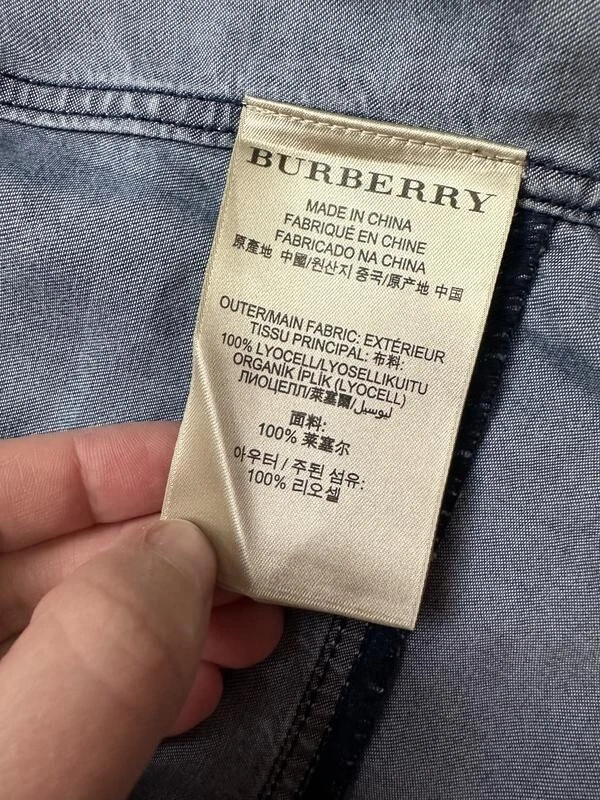 BURBERRY
MADE IN CHINA
FABRIQUÉ EN CHINE
FABRICADO NA CHINA
原產地 中國/원산지 중국/原产地 中国
OUTER/MAIN FABRIC: EXTÉRIEUR
TISSU PRINCIPAL: 布料:
100% LYOCELL/LYOSELLIKUITU
ORGANİK İPLİK (LYOCELL)
ЛИОЦЕЛЛ/萊塞爾/ليوسيل
面料:
100% 莱塞尔
아우터 / 주된 섬유:
100% 리오셀